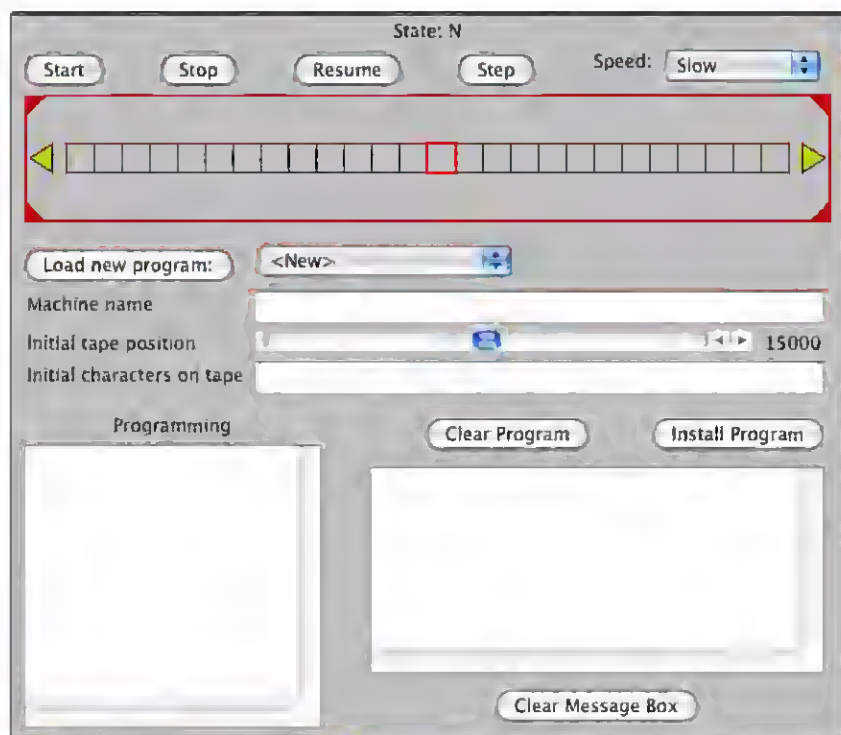 State: N
Start Stop Resume Step Speed: Slow
Load new program: <New>
Machine name
Initial tape position 15000
Initial characters on tape
Programming Clear Program Install Program
Clear Message Box